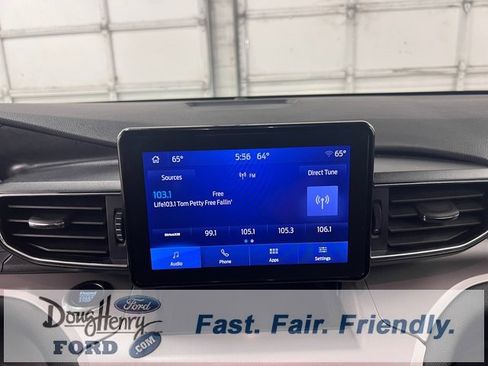 65° 5:56 64° 65°
Sources FM Direct Tune
103.1 Free
Life103.1 Tom Petty Free Fallin'
SiriusXM 99.1 105.1 105.3 106.1
Audio Phone Apps Settings
Doug Henry Ford
FORD .COM
Fast. Fair. Friendly.